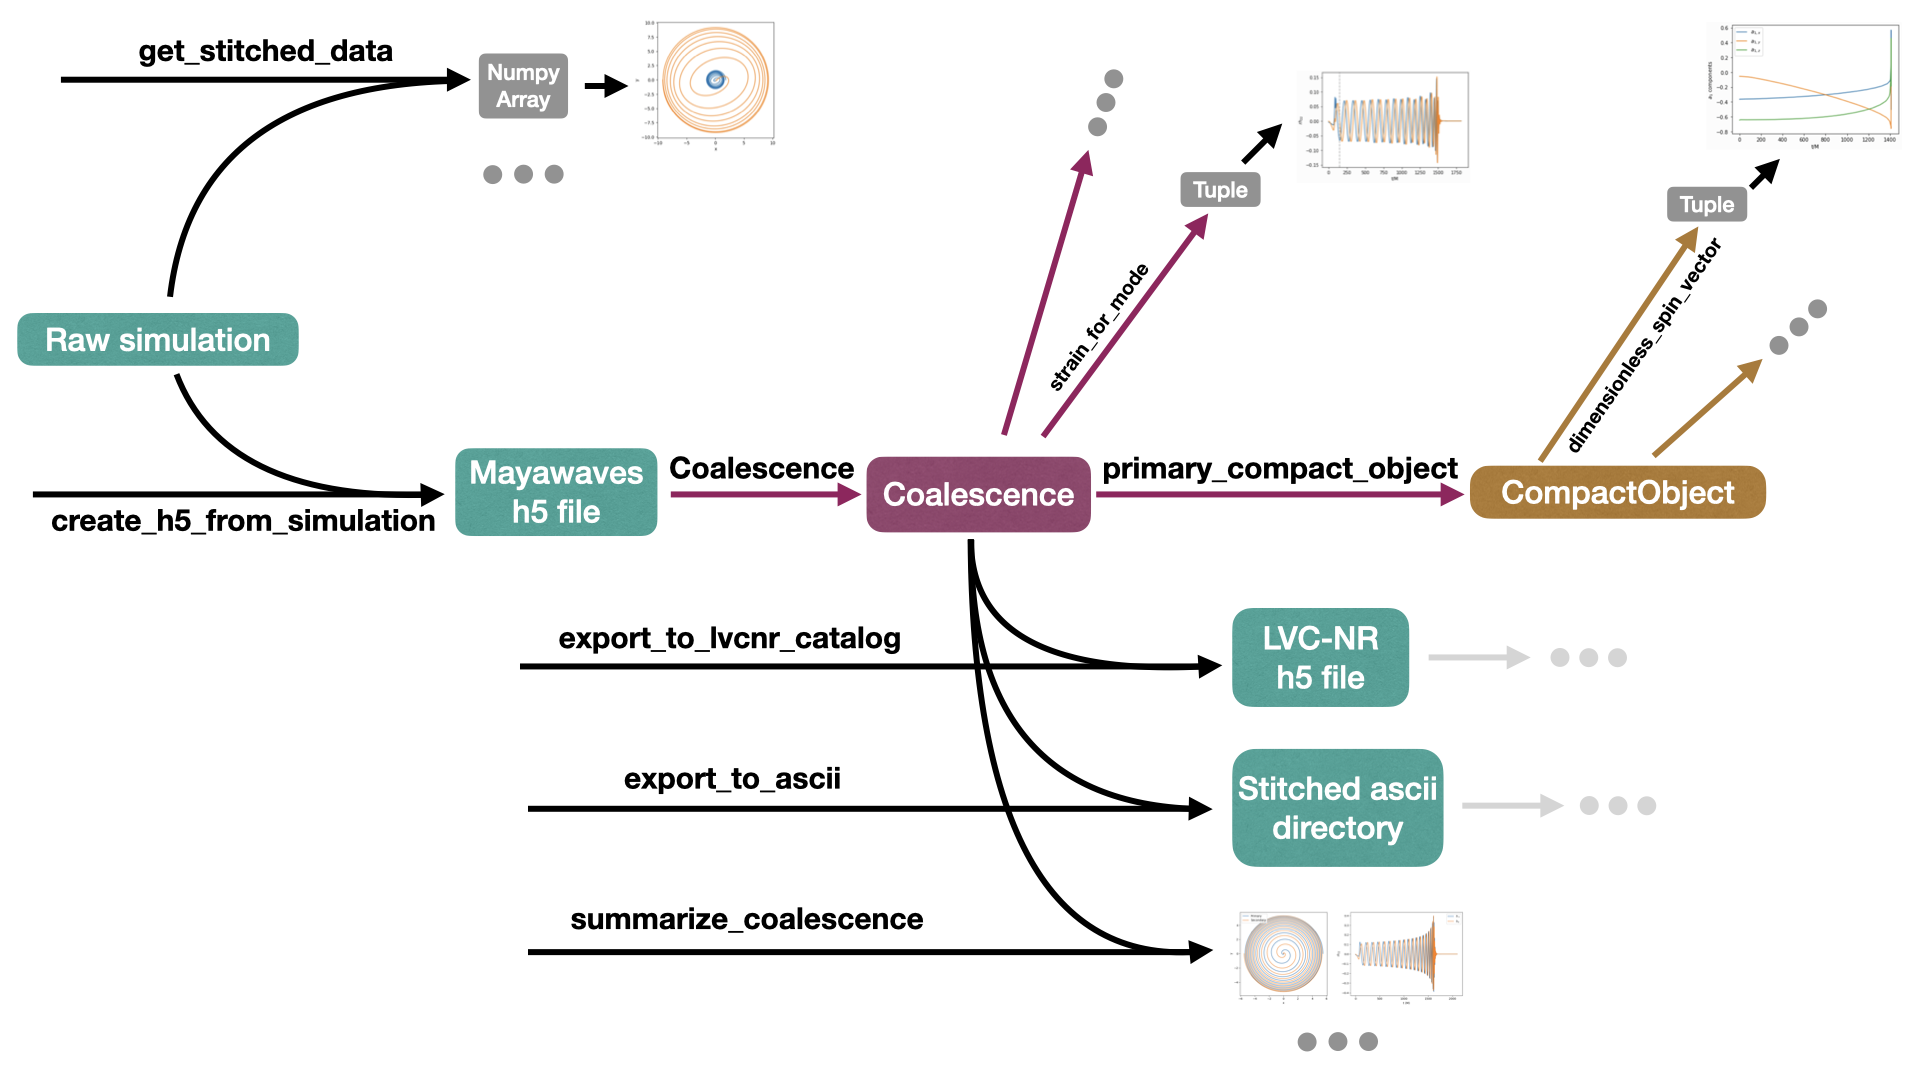 get_stitched_data
Numpy
Array
Tuple
Tuple
strain_for_mode
dimensionless_spin_vector
Raw simulation
Mayawaves
h5 file
Coalescence
Coalescence
primary_compact_object
CompactObject
create_h5_from_simulation
export_to_lvcnr_catalog
LVC-NR
h5 file
export_to_ascii
Stitched ascii
directory
summarize_coalescence